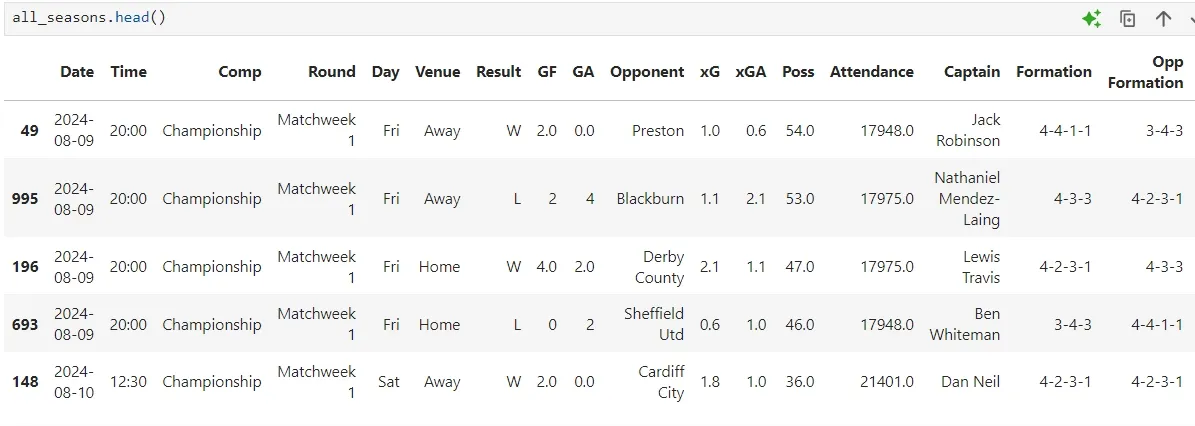 all_seasons.head()
Date Time Comp Round Day Venue Result GF GA Opponent xG xGA Poss Attendance Captain Formation Opp Formation
49 2024-08-09 20:00 Championship Matchweek 1 Fri Away W 2.0 0.0 Preston 1.0 0.6 54.0 17948.0 Jack Robinson 4-4-1-1 3-4-3
995 2024-08-09 20:00 Championship Matchweek 1 Fri Away L 2 4 Blackburn 1.1 2.1 53.0 17975.0 Nathaniel Mendez-Laing 4-3-3 4-2-3-1
196 2024-08-09 20:00 Championship Matchweek 1 Fri Home W 4.0 2.0 Derby County 2.1 1.1 47.0 17975.0 Lewis Travis 4-2-3-1 4-3-3
693 2024-08-09 20:00 Championship Matchweek 1 Fri Home L 0 2 Sheffield Utd 0.6 1.0 46.0 17948.0 Ben Whiteman 3-4-3 4-4-1-1
148 2024-08-10 12:30 Championship Matchweek 1 Sat Away W 2.0 0.0 Cardiff City 1.8 1.0 36.0 21401.0 Dan Neil 4-2-3-1 4-2-3-1